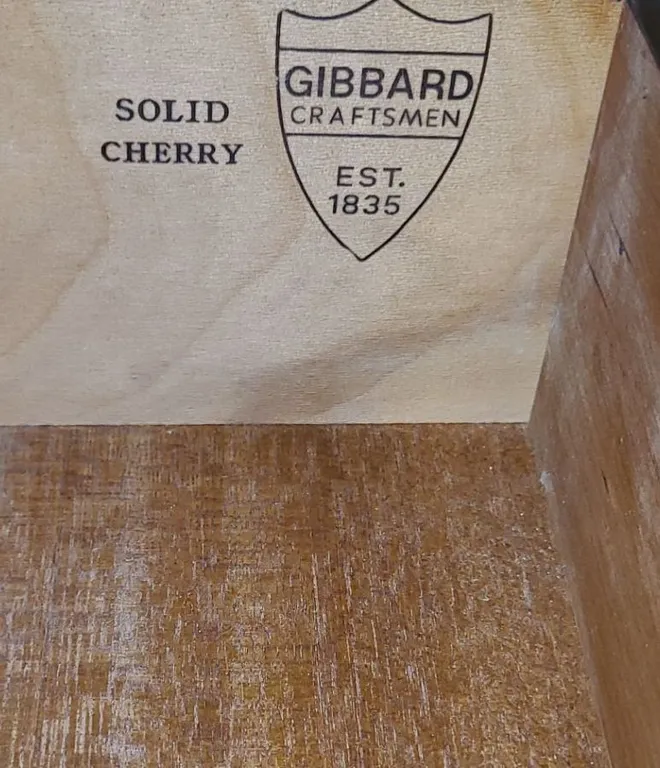 SOLID
CHERRY
GIBBARD
CRAFTSMEN
EST.
1835